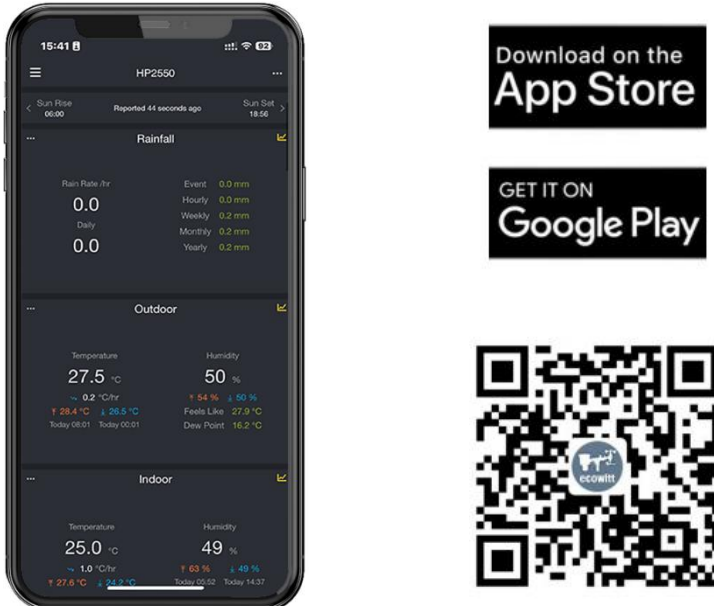 15:41
92
HP2550
Sun Rise
06:00
Reported 44 seconds ago
Sun Set
18:56
Rainfall
Rain Rate /hr
0.0
Daily
0.0
Event 0.0 mm
Hourly 0.0 mm
Weekly 0.2 mm
Monthly 0.2 mm
Yearly 0.2 mm
Outdoor
Temperature
27.5 °C
0.2 °C/hr
28.4 °C 26.5 °C
Today 08:01 Today 00:01
Humidity
50 %
54 % 50 %
Feels Like 27.9 °C
Dew Point 16.2 °C
Indoor
Temperature
25.0 °C
1.0 °C/hr
27.6 °C 24.2 °C
Humidity
49 %
63 % 49 %
Today 05:52 Today 14:37
Download on the
App Store
GET IT ON
Google Play
ecowitt